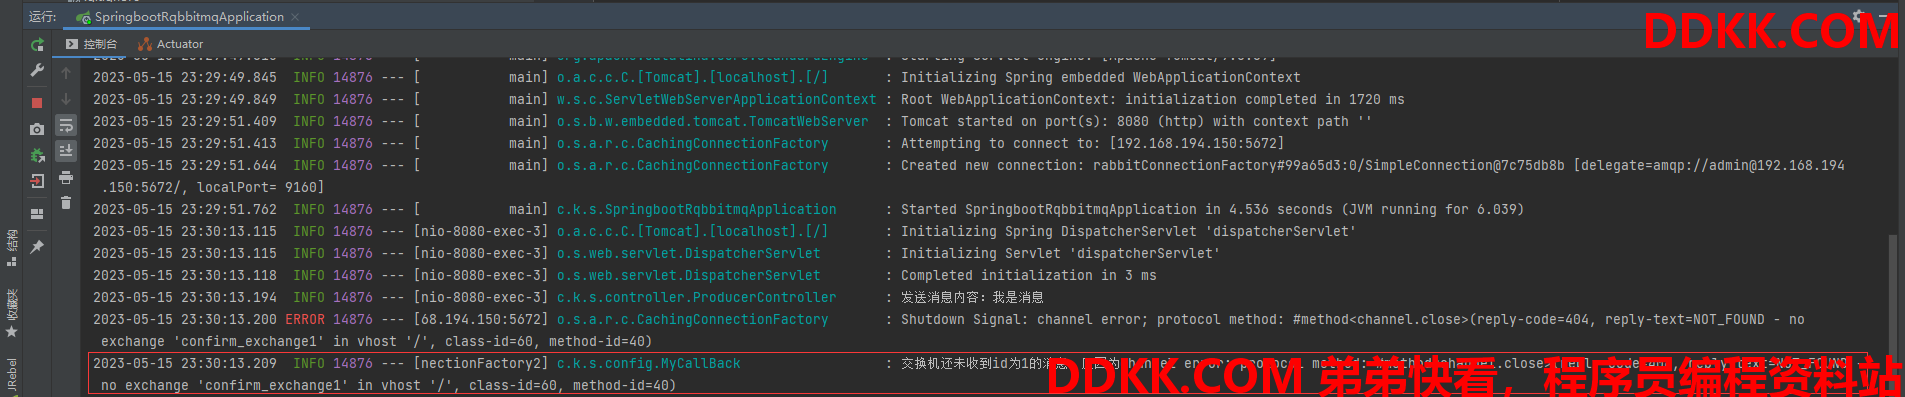 运行: SpringbootRqbbitmqApplication ×
DDKK.COM
控制台 Actuator
2023-05-15 23:29:49.845 INFO 14876 --- [ main] o.a.c.c.C.[Tomcat].[localhost].[/] : Initializing Spring embedded WebApplicationContext
2023-05-15 23:29:49.849 INFO 14876 --- [ main] w.s.c.ServletWebServerApplicationContext : Root WebApplicationContext: initialization completed in 1720 ms
2023-05-15 23:29:51.409 INFO 14876 --- [ main] o.s.b.w.embedded.tomcat.TomcatWebServer : Tomcat started on port(s): 8080 (http) with context path ''
2023-05-15 23:29:51.413 INFO 14876 --- [ main] o.s.a.r.c.CachingConnectionFactory : Attempting to connect to: [192.168.194.150:5672]
2023-05-15 23:29:51.644 INFO 14876 --- [ main] o.s.a.r.c.CachingConnectionFactory : Created new connection: rabbitConnectionFactory#99a65d3:0/SimpleConnection@7c75db8b [delegate=amqp://admin@192.168.194
.150:5672/, localPort= 9160]
2023-05-15 23:29:51.762 INFO 14876 --- [ main] c.k.s.SpringbootRqbbitmqApplication : Started SpringbootRqbbitmqApplication in 4.536 seconds (JVM running for 6.039)
2023-05-15 23:30:13.115 INFO 14876 --- [nio-8080-exec-3] o.a.c.c.C.[Tomcat].[localhost].[/] : Initializing Spring DispatcherServlet 'dispatcherServlet'
2023-05-15 23:30:13.115 INFO 14876 --- [nio-8080-exec-3] o.s.web.servlet.DispatcherServlet : Initializing Servlet 'dispatcherServlet'
2023-05-15 23:30:13.118 INFO 14876 --- [nio-8080-exec-3] o.s.web.servlet.DispatcherServlet : Completed initialization in 3 ms
2023-05-15 23:30:13.194 INFO 14876 --- [nio-8080-exec-3] c.k.s.controller.ProducerController : 发送消息内容: 我是消息
2023-05-15 23:30:13.200 ERROR 14876 --- [68.194.150:5672] o.s.a.r.c.CachingConnectionFactory : Shutdown Signal: channel error; protocol method: #method<channel.close>(reply-code=404, reply-text=NOT_FOUND - no
exchange 'confirm_exchange1' in vhost '/', class-id=60, method-id=40)
2023-05-15 23:30:13.209 INFO 14876 --- [nectionFactory2] c.k.s.config.MyCallBack : 交换机还未收到id为1的消息
no exchange 'confirm_exchange1' in vhost '/', class-id=60, method-id=40)
DDKK.COM 弟弟快看，程序员编程资料站
结构
收藏夹
JRebel